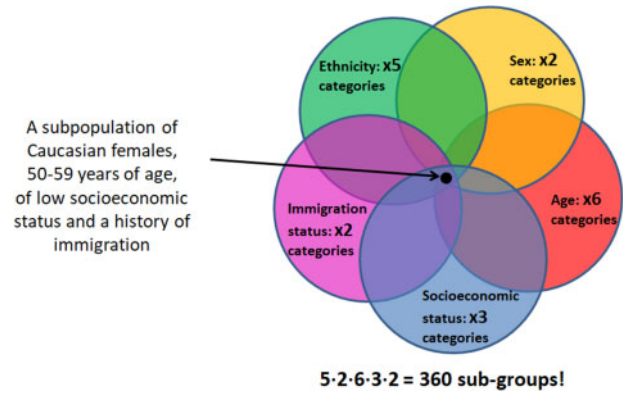 Ethnicity: x5
categories
Sex: x2
categories
A subpopulation of
Caucasian females,
50-59 years of age,
of low socioeconomic
status and a history of
immigration
Immigration
status: x2
categories
Age: x6
categories
Socioeconomic
status: x3
categories
5·2·6·3·2 = 360 sub-groups!